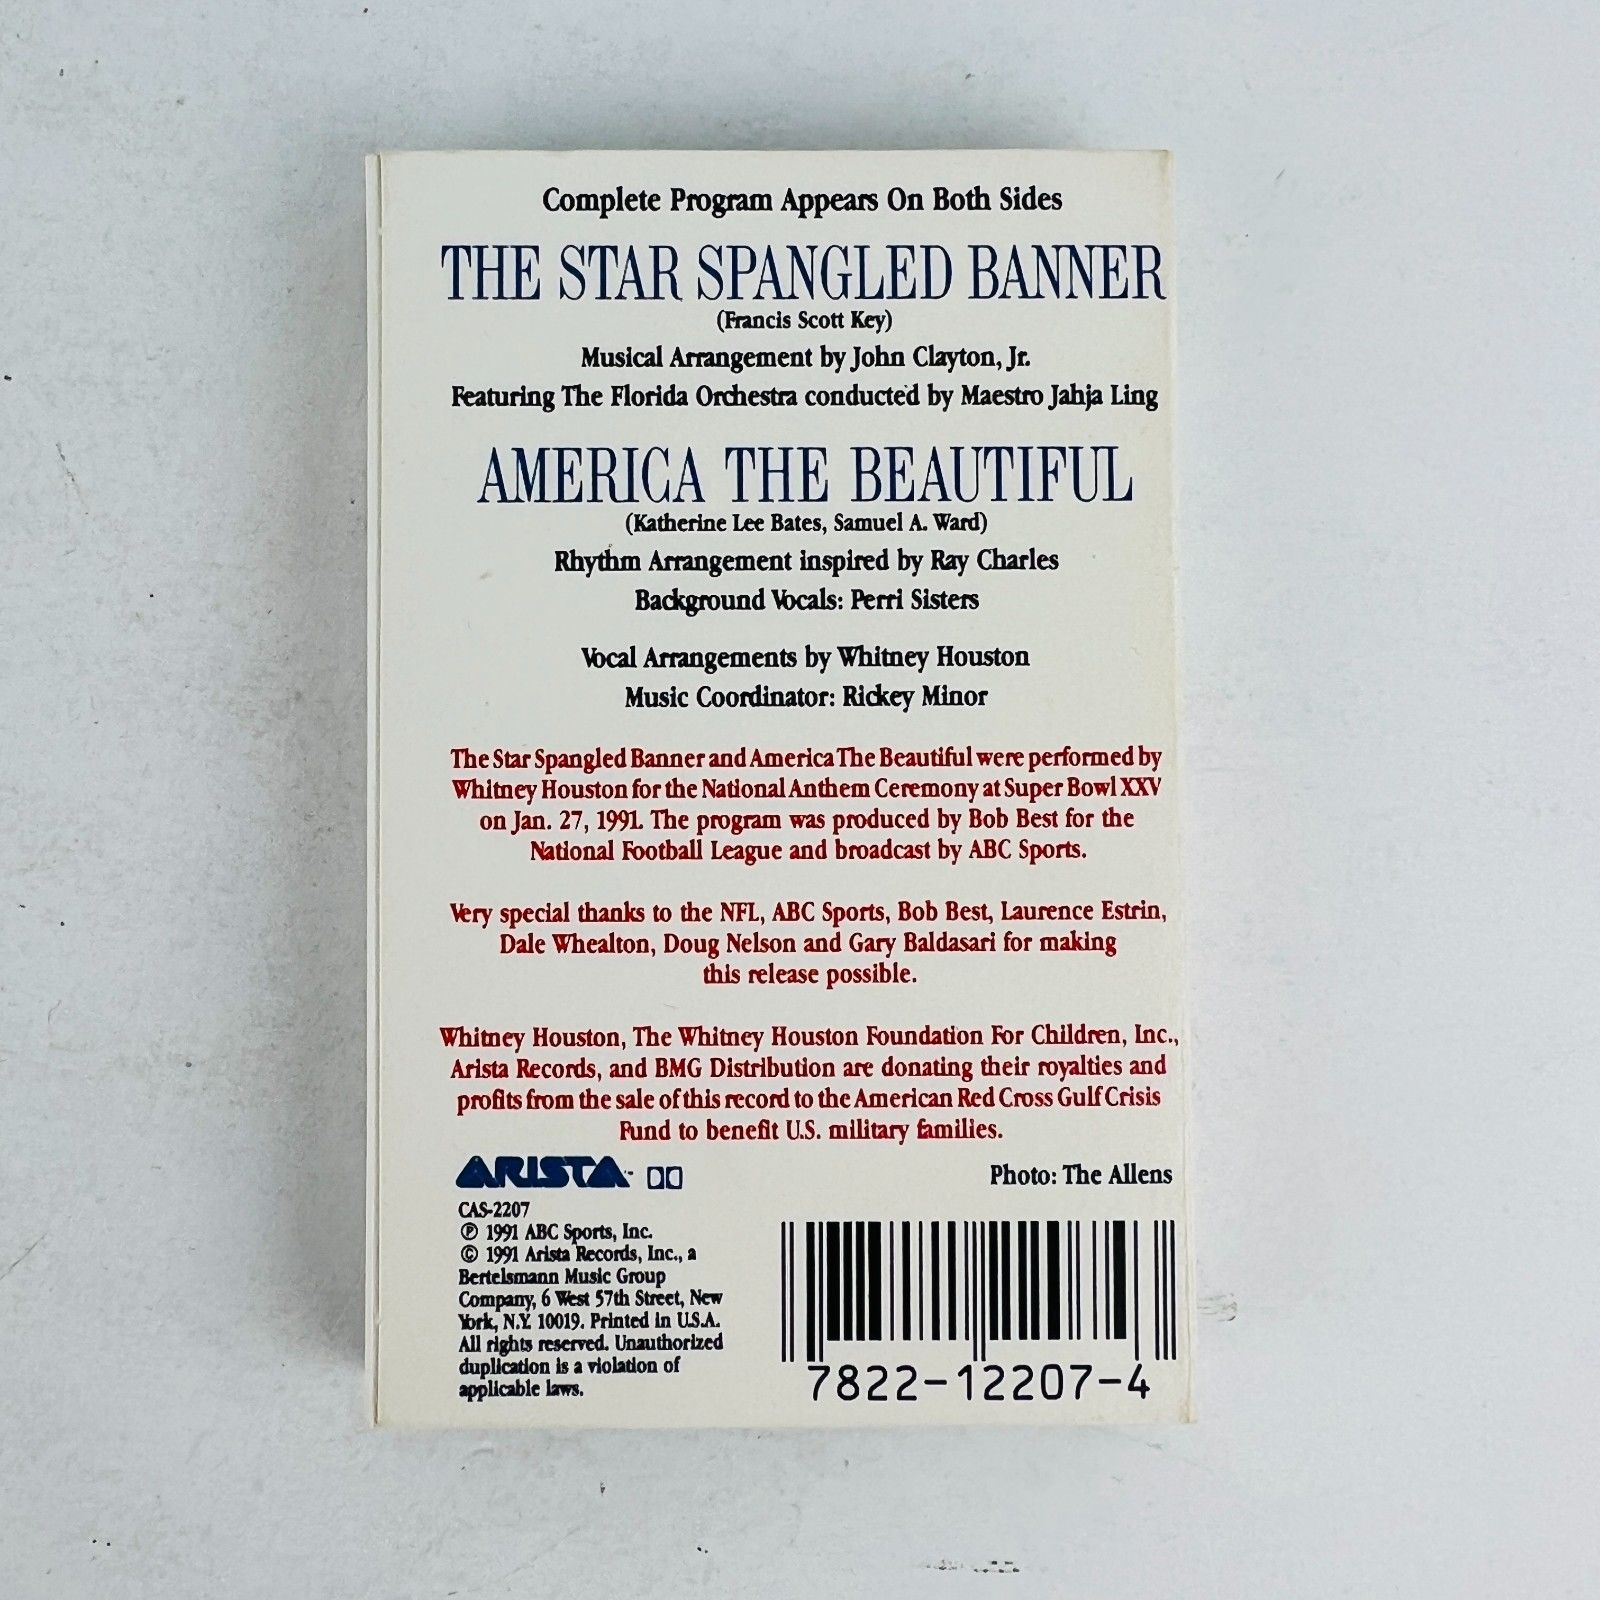 Complete Program Appears On Both Sides
THE STAR SPANGLED BANNER
(Francis Scott Key)
Musical Arrangement by John Clayton, Jr.
Featuring The Florida Orchestra conducted by Maestro Jahja Ling
AMERICA THE BEAUTIFUL
(Katherine Lee Bates, Samuel A. Ward)
Rhythm Arrangement inspired by Ray Charles
Background Vocals: Perri Sisters
Vocal Arrangements by Whitney Houston
Music Coordinator: Rickey Minor
The Star Spangled Banner and America The Beautiful were performed by
Whitney Houston for the National Anthem Ceremony at Super Bowl XXV
on Jan. 27, 1991. The program was produced by Bob Best for the
National Football League and broadcast by ABC Sports.
Very special thanks to the NFL, ABC Sports, Bob Best, Laurence Estrin,
Dale Whealton, Doug Nelson and Gary Baldasari for making
this release possible.
Whitney Houston, The Whitney Houston Foundation For Children, Inc.,
Arista Records, and BMG Distribution are donating their royalties and
profits from the sale of this record to the American Red Cross Gulf Crisis
Fund to benefit U.S. military families.
ARISTA™
Photo: The Allens
CAS-2207
℗ 1991 ABC Sports, Inc.
© 1991 Arista Records, Inc., a
Bertelsmann Music Group
Company, 6 West 57th Street, New
York, N.Y. 10019. Printed in U.S.A.
All rights reserved. Unauthorized
duplication is a violation of
applicable laws.
7822-12207-4